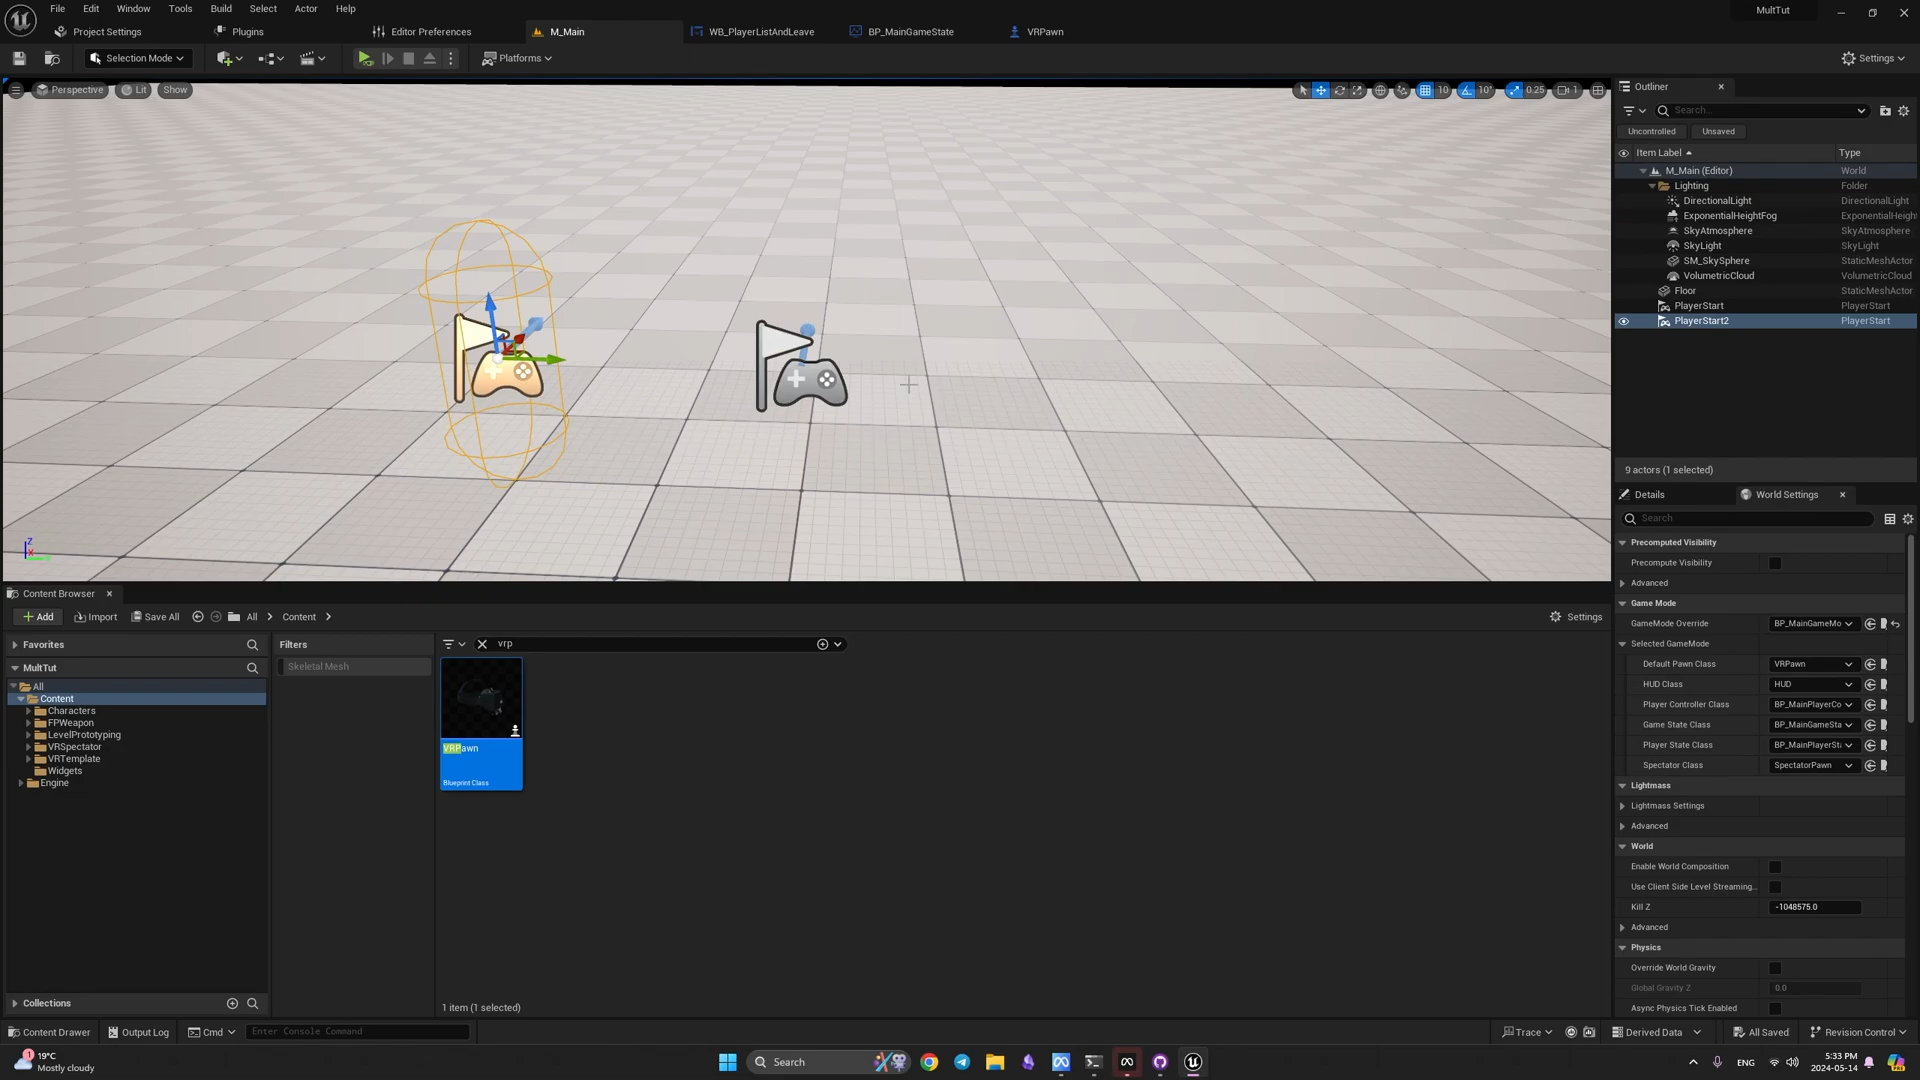 File Edit Window Tools Build Select Actor Help
MultTut
Project Settings
Plugins
Editor Preferences
M_Main
WB_PlayerListAndLeave
BP_MainGameState
VRPawn
Selection Mode
Platforms
Settings
Perspective
Lit
Show
10
10°
0.25
1
Outliner
Search...
Uncontrolled
Unsaved
Item Label
Type
M_Main (Editor) World
Lighting Folder
DirectionalLight DirectionalLight
ExponentialHeightFog ExponentialHeigh
SkyAtmosphere SkyAtmosphere
SkyLight SkyLight
SM_SkySphere StaticMeshActor
VolumetricCloud VolumetricCloud
Floor StaticMeshActor
PlayerStart PlayerStart
PlayerStart2 PlayerStart
9 actors (1 selected)
Details
World Settings
Search
Precomputed Visibility
Precompute Visibility
Advanced
Game Mode
GameMode Override BP_MainGameMo
Selected GameMode
Default Pawn Class VRPawn
HUD Class HUD
Player Controller Class BP_MainPlayerCo
Game State Class BP_MainGameSta
Player State Class BP_MainPlayerSt
Spectator Class SpectatorPawn
Lightmass
Lightmass Settings
Advanced
World
Enable World Composition
Use Client Side Level Streaming...
Kill Z -1048575.0
Advanced
Physics
Override World Gravity
Global Gravity Z 0.0
Async Physics Tick Enabled
Z
X
Content Browser
Add
Import
Save All
All
Content
Settings
Favorites
MultTut
All
Content
Characters
FPWeapon
LevelPrototyping
VRSpectator
VRTemplate
Widgets
Engine
Collections
Filters
Skeletal Mesh
vrp
VRPawn
Blueprint Class
1 item (1 selected)
Content Drawer
Output Log
Cmd
Enter Console Command
Trace
Derived Data
All Saved
Revision Control
1
19°C
Mostly cloudy
Search
ENG
5:33 PM
2024-05-14